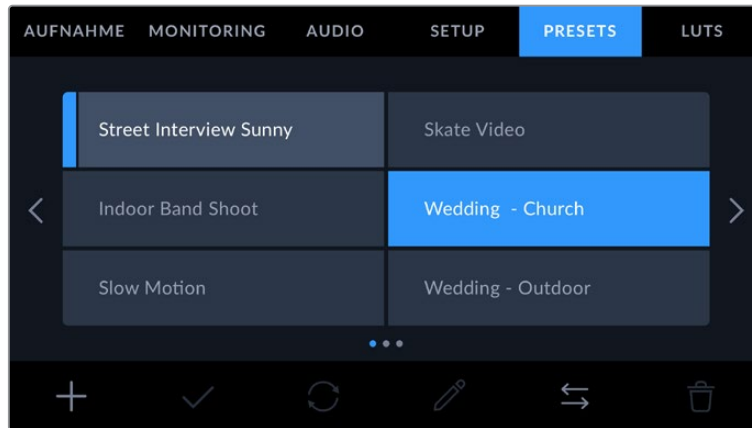 AUFNAHME MONITORING AUDIO SETUP PRESETS LUTS
Street Interview Sunny
Skate Video
Indoor Band Shoot
Wedding - Church
Slow Motion
Wedding - Outdoor